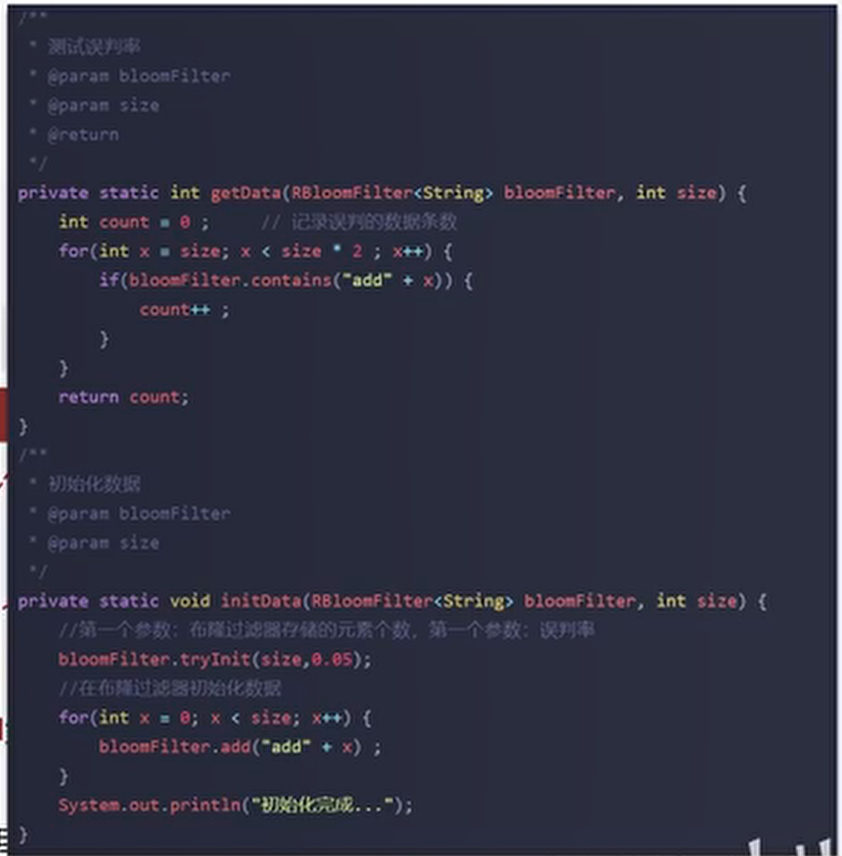 /**
 * 测试误判率
 * @param bloomFilter
 * @param size
 * @return
 */
private static int getData(RBloomFilter<String> bloomFilter, int size) {
    int count = 0 ;     // 记录误判的数据条数
    for(int x = size; x < size * 2 ; x++) {
        if(bloomFilter.contains("add" + x)) {
            count++ ;
        }
    }
    return count;
}
/**
 * 初始化数据
 * @param bloomFilter
 * @param size
 */
private static void initData(RBloomFilter<String> bloomFilter, int size) {
    //第一个参数：布隆过滤器存储的元素个数，第一个参数：误判率
    bloomFilter.tryInit(size,0.05);
    //在布隆过滤器初始化数据
    for(int x = 0; x < size; x++) {
        bloomFilter.add("add" + x) ;
    }
    System.out.println("初始化完成...");
}